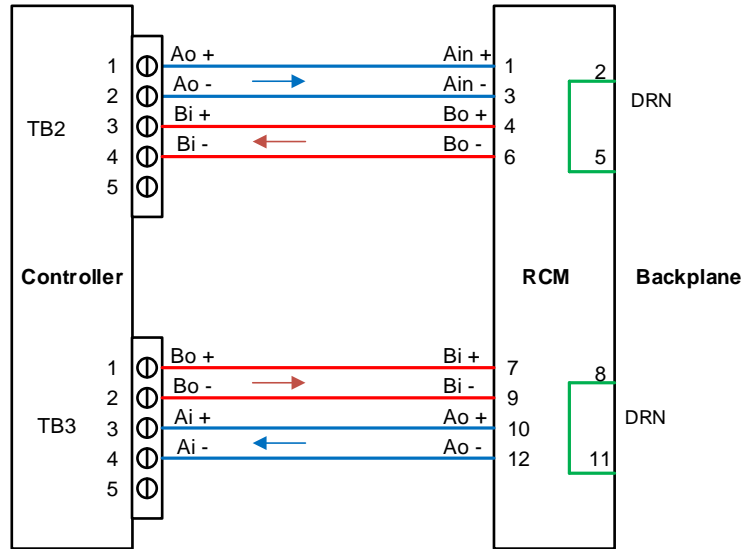 Ao + Ain +
1 1 2
Ao - Ain -
2 3 DRN
Bi + Bo +
TB2 3 4
Bi - Bo -
4 6 5
5
Controller RCM Backplane
Bo + Bi +
1 7 8
Bo - Bi -
2 9
Ai + Ao +
TB3 3 10 DRN
Ai - Ao -
4 12 11
5